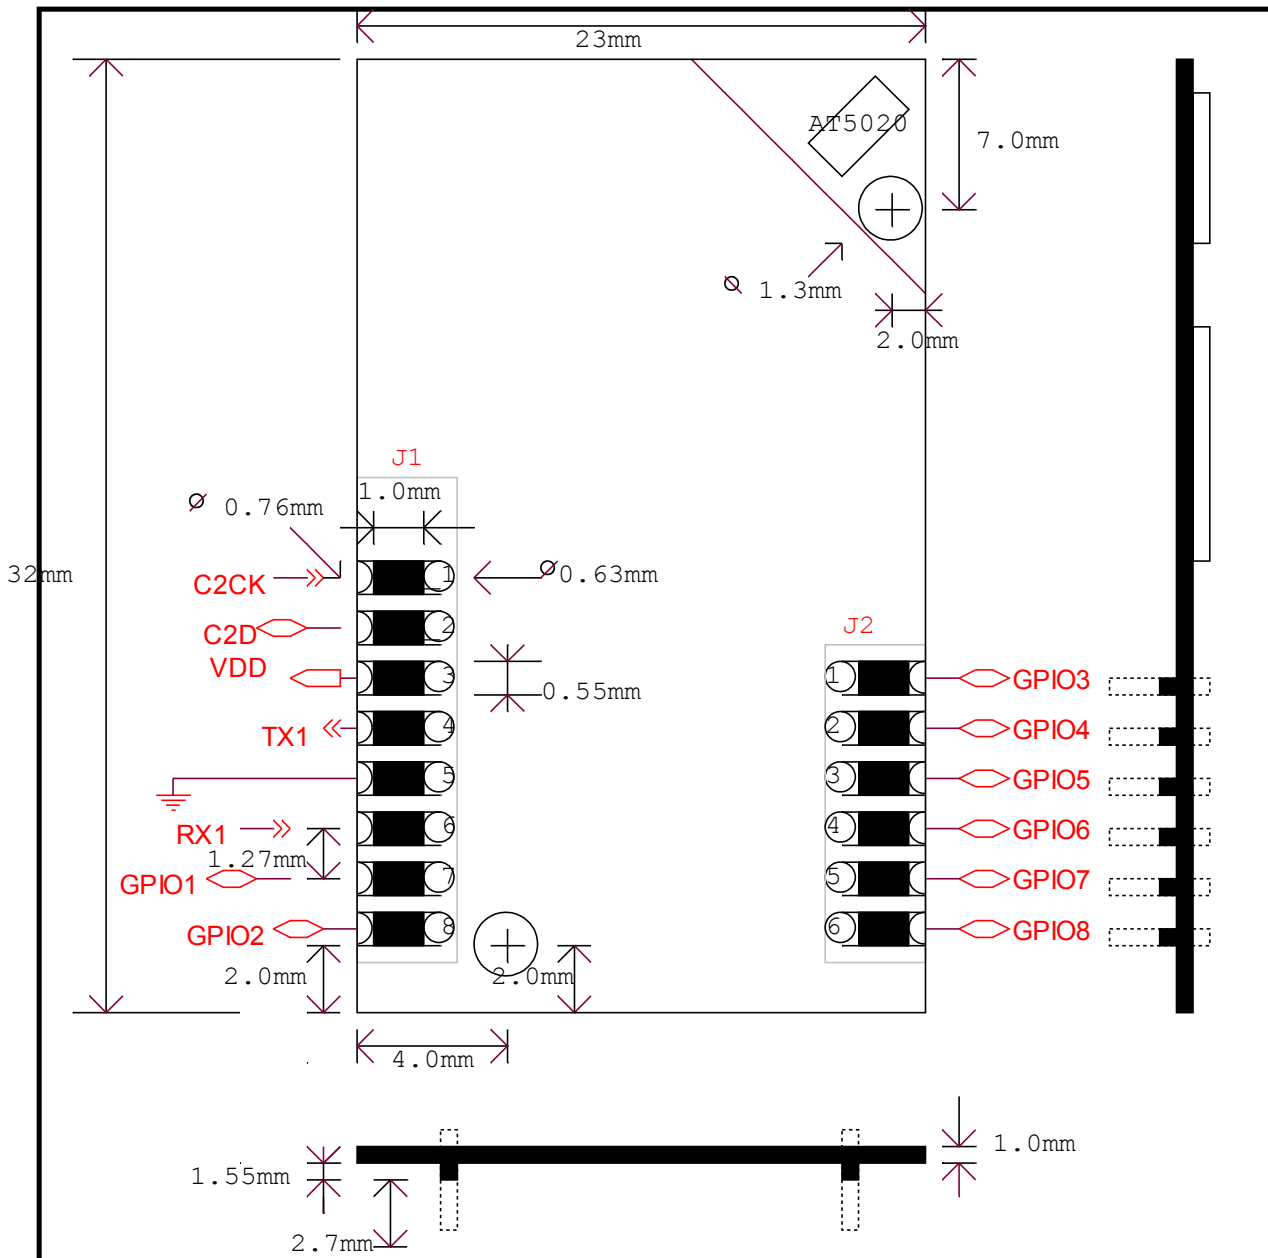 23mm
AT5020
7.0mm
ø 1.3mm
2.0mm
J1
1.0mm
ø 0.76mm
32mm
C2CK
1
ø 0.63mm
C2D
2
J2
VDD
3
0.55mm
1
GPIO3
TX1
4
2
GPIO4
5
3
GPIO5
RX1
6
4
GPIO6
1.27mm
GPIO1
7
5
GPIO7
GPIO2
8
6
GPIO8
2.0mm
2.0mm
4.0mm
1.0mm
1.55mm
2.7mm